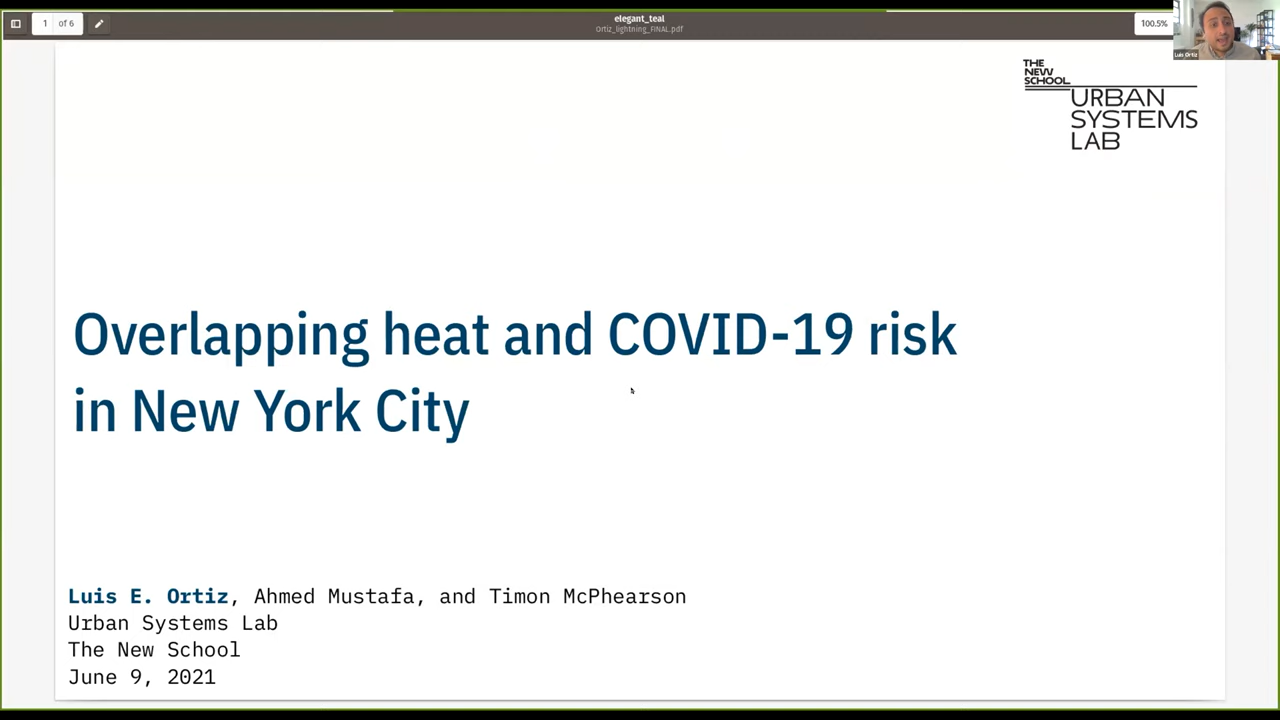 1 of 6
elegant_teal
Ortiz_lightning_FINAL.pdf
100.5%
Luis Ortiz
THE
NEW
SCHOOL
URBAN
SYSTEMS
LAB
Overlapping heat and COVID-19 risk
in New York City
Luis E. Ortiz, Ahmed Mustafa, and Timon McPhearson
Urban Systems Lab
The New School
June 9, 2021